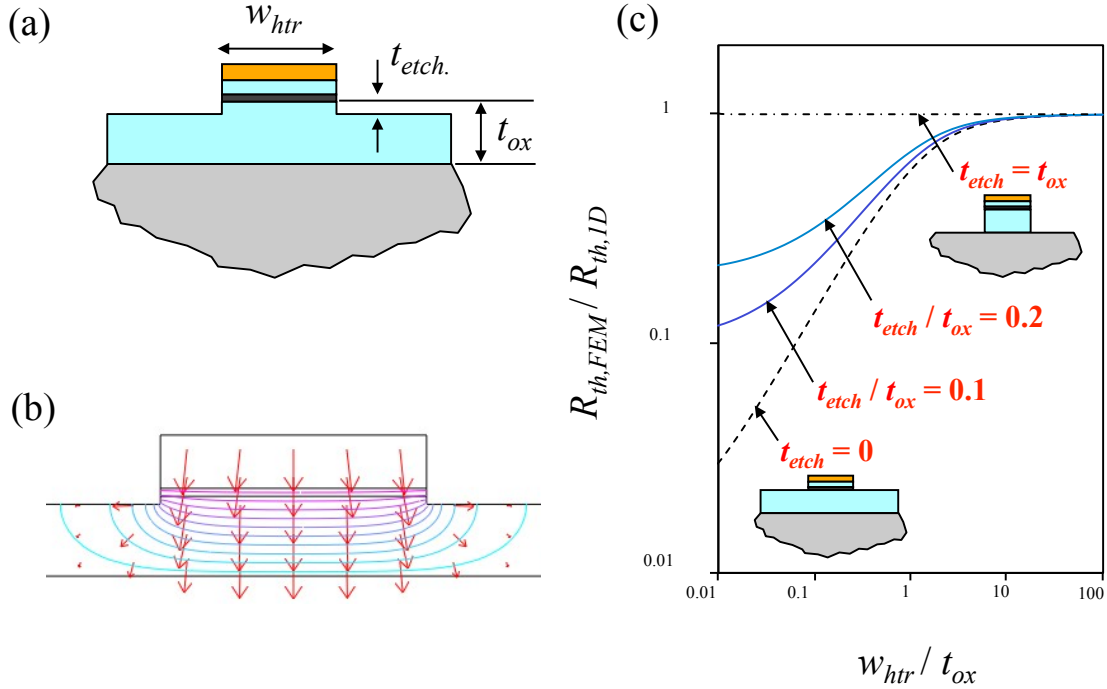 (a)
w_htr
t_etch.
t_ox
(b)
(c)
R_th,FEM / R_th,1D
1
0.1
0.01
t_etch = t_ox
t_etch / t_ox = 0.2
t_etch / t_ox = 0.1
t_etch = 0
0.01
0.1
1
10
100
w_htr / t_ox